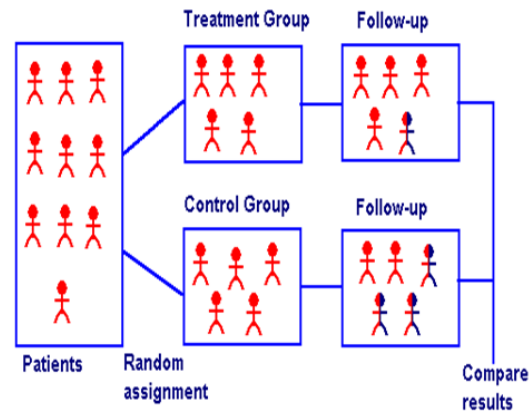 Treatment Group
Follow-up
Control Group
Follow-up
Patients
Random
assignment
Compare
results